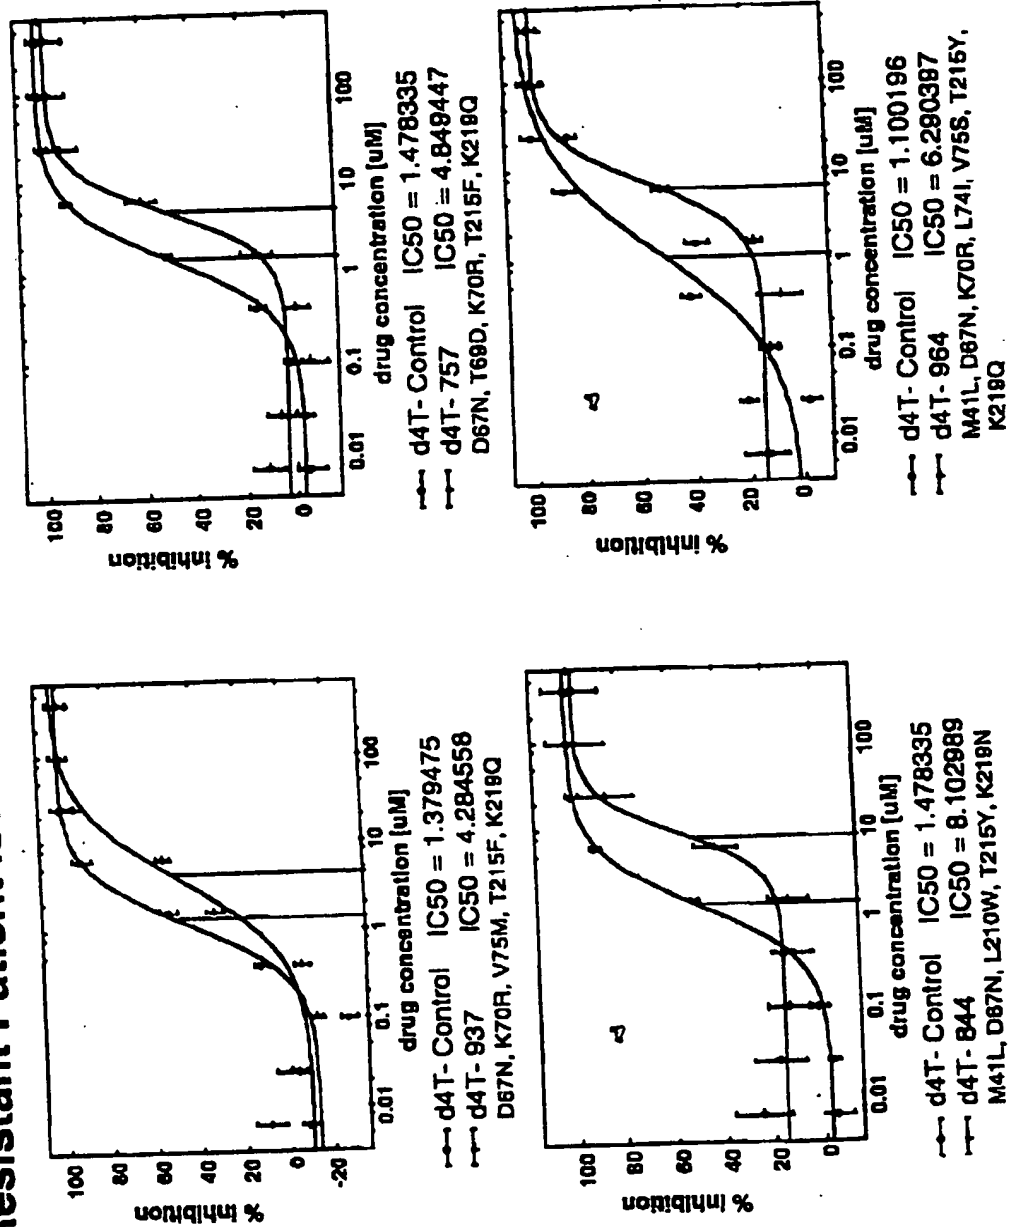 Resistant
100
80
60
40
20
0
-20
% inhibition
0.01 0.1 1 10 100
drug concentration [uM]
d4T- Control IC50 = 1.379475
d4T- 937 IC50 = 4.284558
D67N, K70R, V75M, T215F, K219Q
100
80
60
40
20
0
% inhibition
0.01 0.1 1 10 100
drug concentration [uM]
d4T- Control IC50 = 1.478335
d4T- 757 IC50 = 4.849447
D67N, T69D, K70R, T215F, K219Q
100
80
60
40
20
0
% inhibition
0.01 0.1 1 10 100
drug concentration [uM]
d4T- Control IC50 = 1.478335
d4T- 844 IC50 = 8.102989
M41L, D67N, L210W, T215Y, K219N
100
80
60
40
20
0
% inhibition
0.01 0.1 1 10 100
drug concentration [uM]
d4T- Control IC50 = 1.100196
d4T- 964 IC50 = 6.290397
M41L, D67N, K70R, L74I, V75S, T215Y,
K219Q